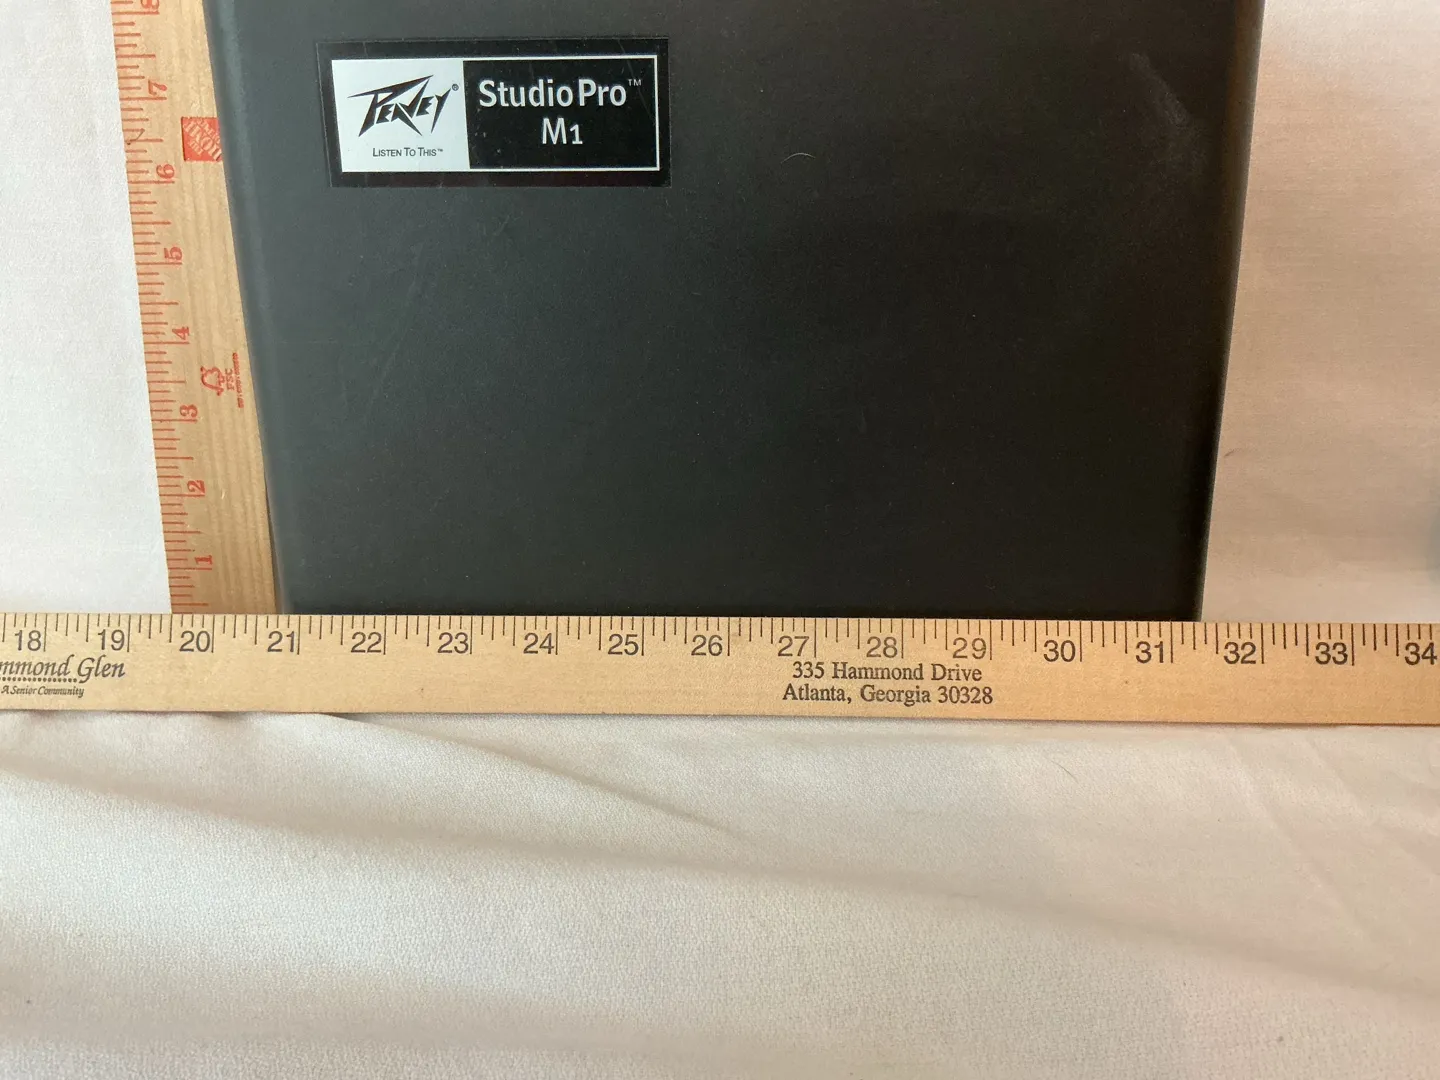 PEAVEY®
LISTEN TO THIS™
StudioPro™
M1
8
7
6
5
4
3
2
1
FSC
18 19 20 21 22 23 24 25 26 27 28 29 30 31 32 33 34
mmond Glen
A Senior Community
335 Hammond Drive
Atlanta, Georgia 30328